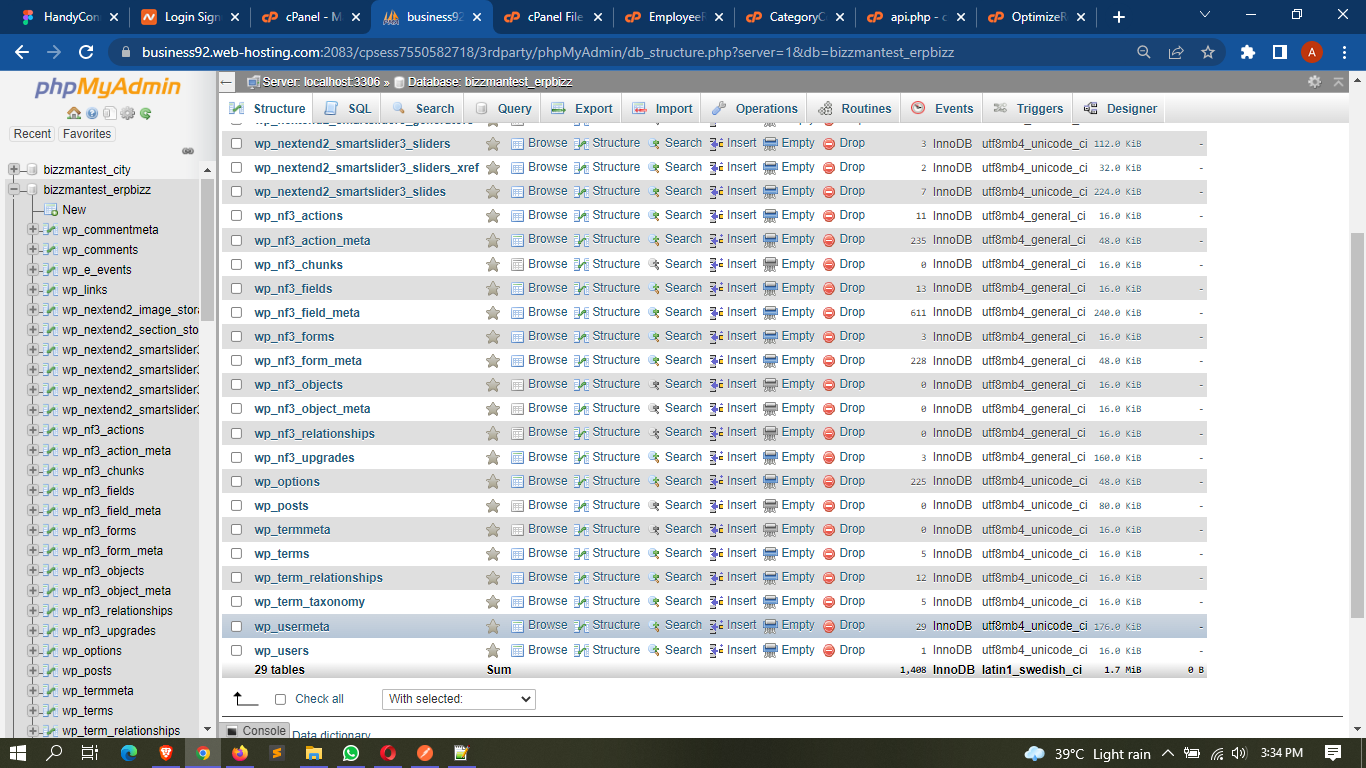 HandyCon
Login Sign
cPanel - M
business92
cPanel File
EmployeeR
CategoryCo
api.php - c
OptimizeR
business92.web-hosting.com:2083/cpsess7550582718/3rdparty/phpMyAdmin/db_structure.php?server=1&db=bizzmantest_erpbizz
A
phpMyAdmin
Recent Favorites
bizzmantest_city
bizzmantest_erpbizz
New
wp_commentmeta
wp_comments
wp_e_events
wp_links
wp_nextend2_image_stora
wp_nextend2_section_sto
wp_nextend2_smartslider3
wp_nextend2_smartslider3
wp_nextend2_smartslider3
wp_nextend2_smartslider3
wp_nf3_actions
wp_nf3_action_meta
wp_nf3_chunks
wp_nf3_fields
wp_nf3_field_meta
wp_nf3_forms
wp_nf3_form_meta
wp_nf3_objects
wp_nf3_object_meta
wp_nf3_relationships
wp_nf3_upgrades
wp_options
wp_posts
wp_termmeta
wp_terms
wp_term_relationships
Server: localhost:3306 » Database: bizzmantest_erpbizz
Structure SQL Search Query Export Import Operations Routines Events Triggers Designer
wp_nextend2_smartslider3_generators Browse Structure Search Insert Empty Drop 0 InnoDB utf8mb4_unicode_ci 16.0 KiB -
wp_nextend2_smartslider3_sliders Browse Structure Search Insert Empty Drop 3 InnoDB utf8mb4_unicode_ci 112.0 KiB -
wp_nextend2_smartslider3_sliders_xref Browse Structure Search Insert Empty Drop 2 InnoDB utf8mb4_unicode_ci 32.0 KiB -
wp_nextend2_smartslider3_slides Browse Structure Search Insert Empty Drop 7 InnoDB utf8mb4_unicode_ci 224.0 KiB -
wp_nf3_actions Browse Structure Search Insert Empty Drop 11 InnoDB utf8mb4_general_ci 16.0 KiB -
wp_nf3_action_meta Browse Structure Search Insert Empty Drop 235 InnoDB utf8mb4_general_ci 48.0 KiB -
wp_nf3_chunks Browse Structure Search Insert Empty Drop 0 InnoDB utf8mb4_general_ci 16.0 KiB -
wp_nf3_fields Browse Structure Search Insert Empty Drop 13 InnoDB utf8mb4_general_ci 16.0 KiB -
wp_nf3_field_meta Browse Structure Search Insert Empty Drop 611 InnoDB utf8mb4_general_ci 240.0 KiB -
wp_nf3_forms Browse Structure Search Insert Empty Drop 3 InnoDB utf8mb4_general_ci 16.0 KiB -
wp_nf3_form_meta Browse Structure Search Insert Empty Drop 228 InnoDB utf8mb4_general_ci 48.0 KiB -
wp_nf3_objects Browse Structure Search Insert Empty Drop 0 InnoDB utf8mb4_general_ci 16.0 KiB -
wp_nf3_object_meta Browse Structure Search Insert Empty Drop 0 InnoDB utf8mb4_general_ci 16.0 KiB -
wp_nf3_relationships Browse Structure Search Insert Empty Drop 0 InnoDB utf8mb4_general_ci 16.0 KiB -
wp_nf3_upgrades Browse Structure Search Insert Empty Drop 3 InnoDB utf8mb4_general_ci 160.0 KiB -
wp_options Browse Structure Search Insert Empty Drop 225 InnoDB utf8mb4_unicode_ci 48.0 KiB -
wp_posts Browse Structure Search Insert Empty Drop 0 InnoDB utf8mb4_unicode_ci 80.0 KiB -
wp_termmeta Browse Structure Search Insert Empty Drop 0 InnoDB utf8mb4_unicode_ci 16.0 KiB -
wp_terms Browse Structure Search Insert Empty Drop 5 InnoDB utf8mb4_unicode_ci 16.0 KiB -
wp_term_relationships Browse Structure Search Insert Empty Drop 12 InnoDB utf8mb4_unicode_ci 16.0 KiB -
wp_term_taxonomy Browse Structure Search Insert Empty Drop 5 InnoDB utf8mb4_unicode_ci 16.0 KiB -
wp_usermeta Browse Structure Search Insert Empty Drop 29 InnoDB utf8mb4_unicode_ci 176.0 KiB -
wp_users Browse Structure Search Insert Empty Drop 1 InnoDB utf8mb4_unicode_ci 16.0 KiB -
29 tables Sum 1,408 InnoDB latin1_swedish_ci 1.7 MiB 0 B
Check all With selected:
Console
Data dictionary
39°C Light rain 3:34 PM